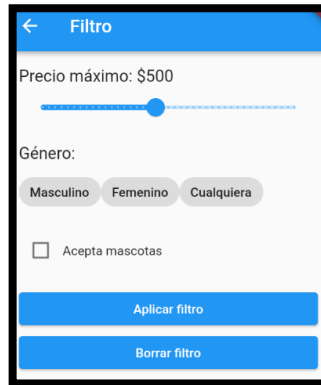 Filtro
Precio máximo: $500
Género:
Masculino Femenino Cualquiera
Acepta mascotas
Aplicar filtro
Borrar filtro